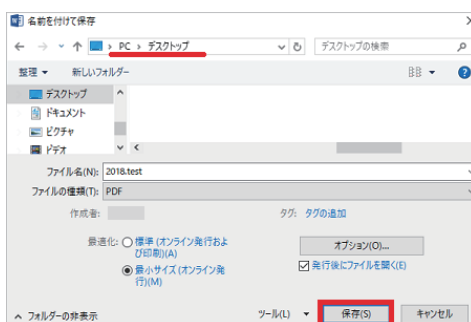 名前を付けて保存
PC > デスクトップ
デスクトップの検索
整理 新しいフォルダー
デスクトップ
ドキュメント
ピクチャ
ビデオ
ファイル名(N): 2018.test
ファイルの種類(T): PDF
作成者: タグ: タグの追加
最適化: 標準 (オンライン発行およ
び印刷)(A)
最小サイズ (オンライン発
行)(M)
オプション(O)...
発行後にファイルを開く(E)
フォルダーの非表示 ツール(L) 保存(S) キャンセル